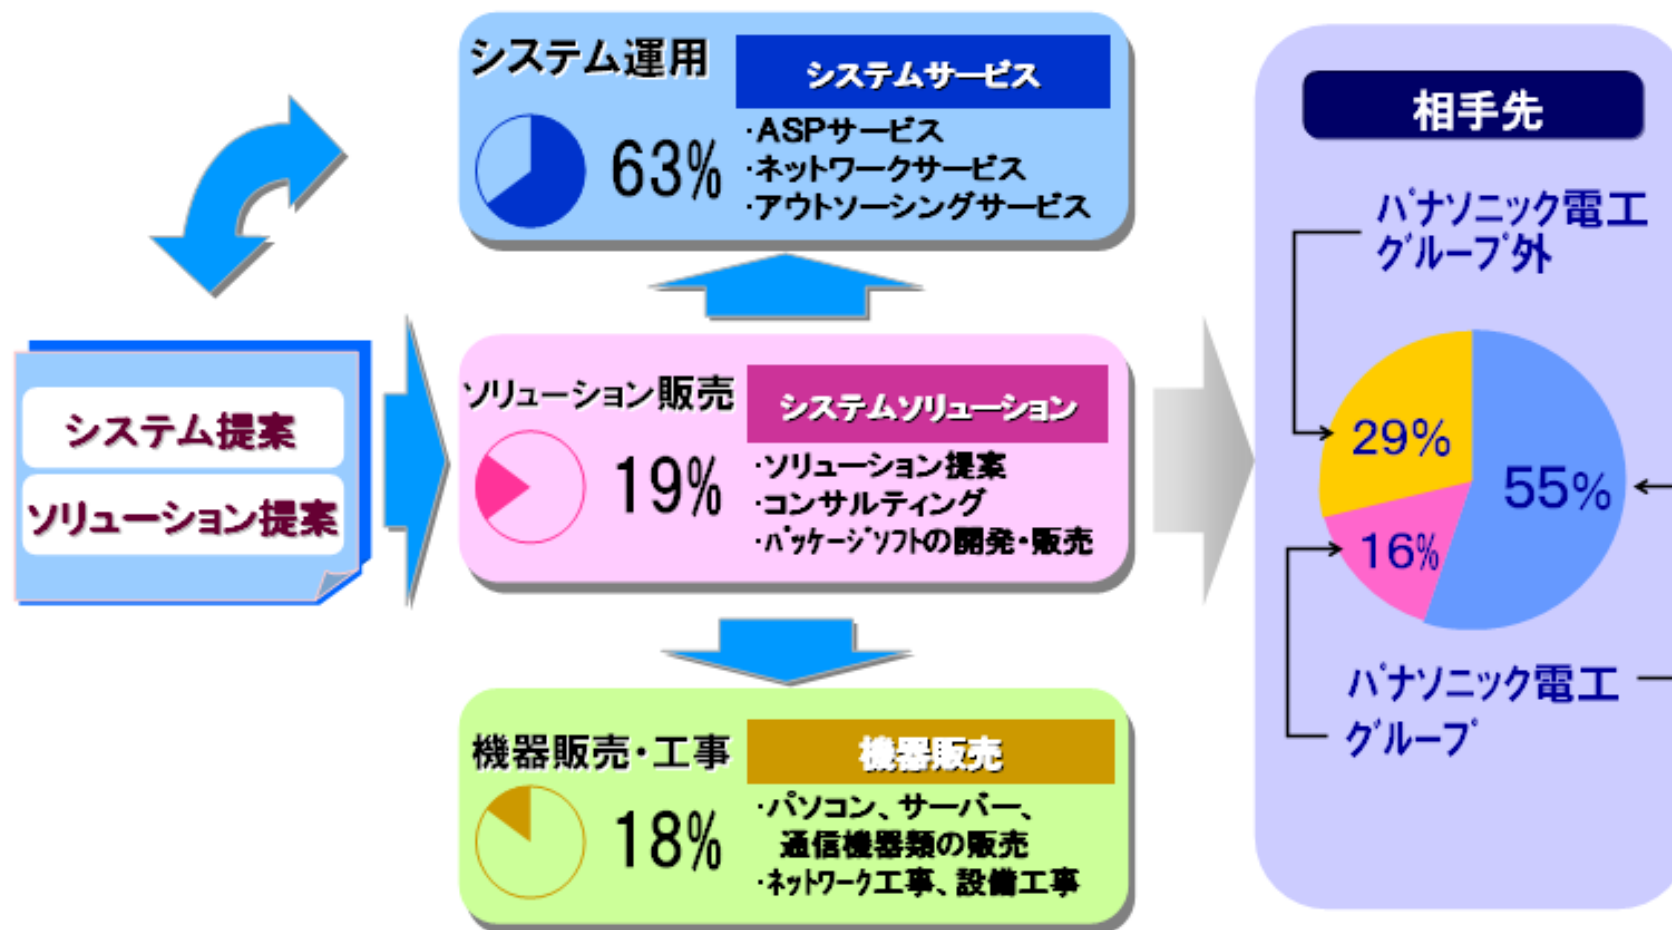 システム運用
63%
システムサービス
・ASPサービス
・ネットワークサービス
・アウトソーシングサービス
システム提案
ソリューション提案
ソリューション販売
19%
システムソリューション
・ソリューション提案
・コンサルティング
・パッケージソフトの開発・販売
機器販売・工事
18%
機器販売
・パソコン、サーバー、
通信機器類の販売
・ネットワーク工事、設備工事
相手先
パナソニック電工
グループ外
29%
55%
16%
パナソニック電工
グループ